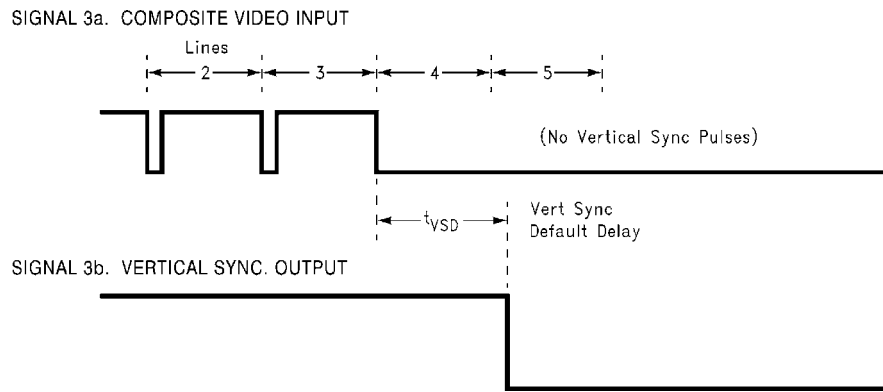 SIGNAL 3a. COMPOSITE VIDEO INPUT
Lines
2 3 4 5
(No Vertical Sync Pulses)
tVSD
Vert Sync
Default Delay
SIGNAL 3b. VERTICAL SYNC. OUTPUT